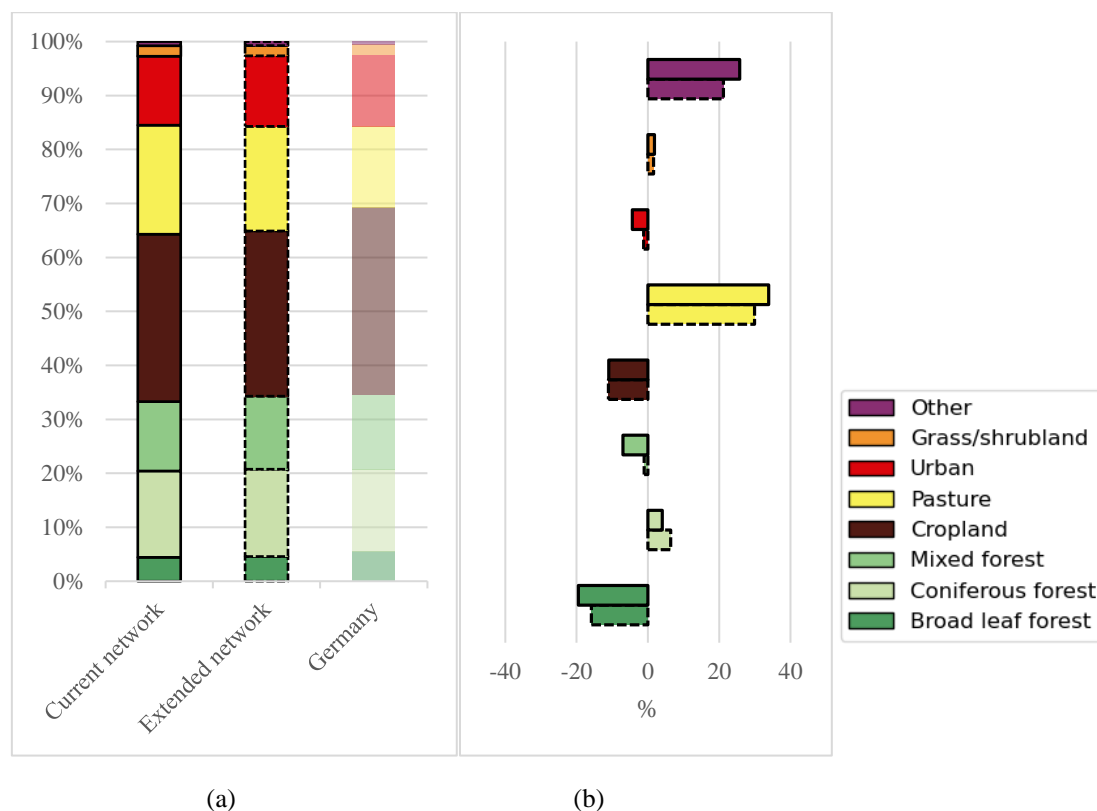 100%
90%
80%
70%
60%
50%
40%
30%
20%
10%
0%
Current network
Extended network
Germany
-40 -20 0 20 40
%
Other
Grass/shrubland
Urban
Pasture
Cropland
Mixed forest
Coniferous forest
Broad leaf forest
(a) (b)